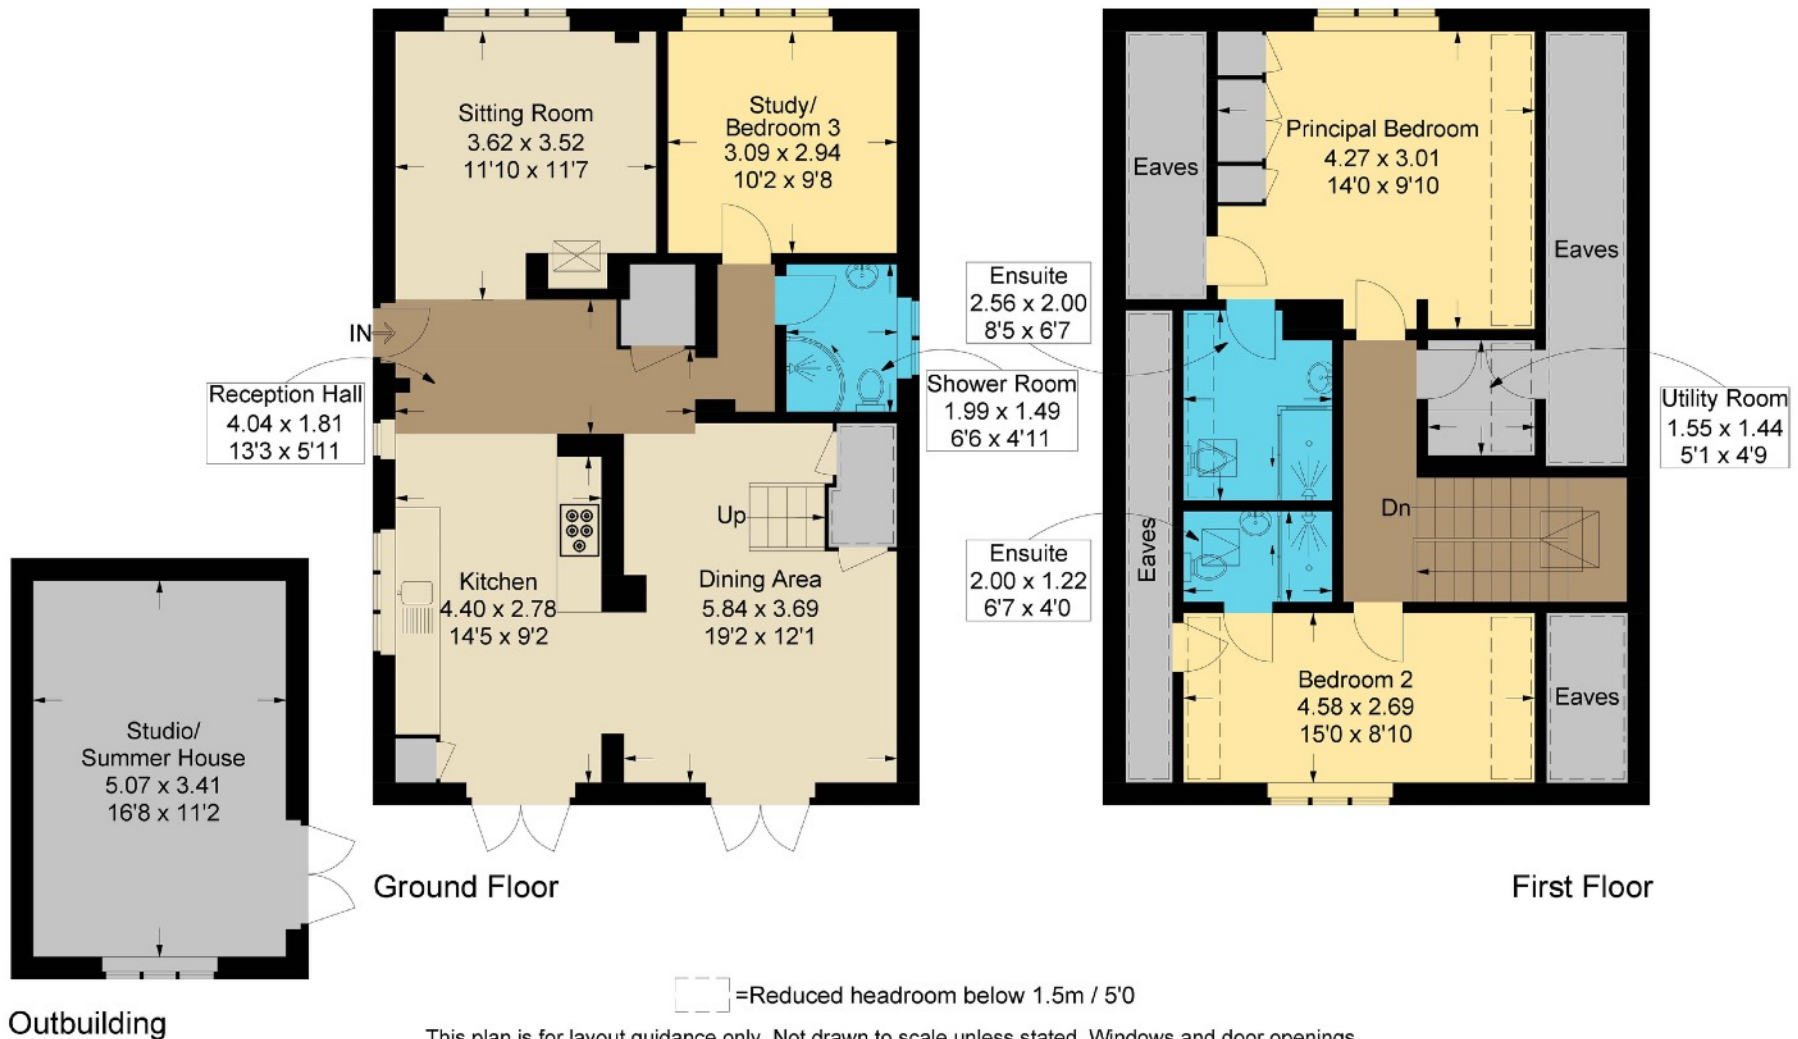 Sitting Room
3.62 x 3.52
11'10 x 11'7
Study/
Bedroom 3
3.09 x 2.94
10'2 x 9'8
IN
Reception Hall
4.04 x 1.81
13'3 x 5'11
Shower Room
1.99 x 1.49
6'6 x 4'11
Up
Kitchen
4.40 x 2.78
14'5 x 9'2
Dining Area
5.84 x 3.69
19'2 x 12'1
Ground Floor
Studio/
Summer House
5.07 x 3.41
16'8 x 11'2
Outbuilding
Eaves
Principal Bedroom
4.27 x 3.01
14'0 x 9'10
Eaves
Ensuite
2.56 x 2.00
8'5 x 6'7
Utility Room
1.55 x 1.44
5'1 x 4'9
Eaves
Dn
Ensuite
2.00 x 1.22
6'7 x 4'0
Bedroom 2
4.58 x 2.69
15'0 x 8'10
Eaves
First Floor
=Reduced headroom below 1.5m / 5'0
This plan is for layout guidance only. Not drawn to scale unless stated. Windows and door openings